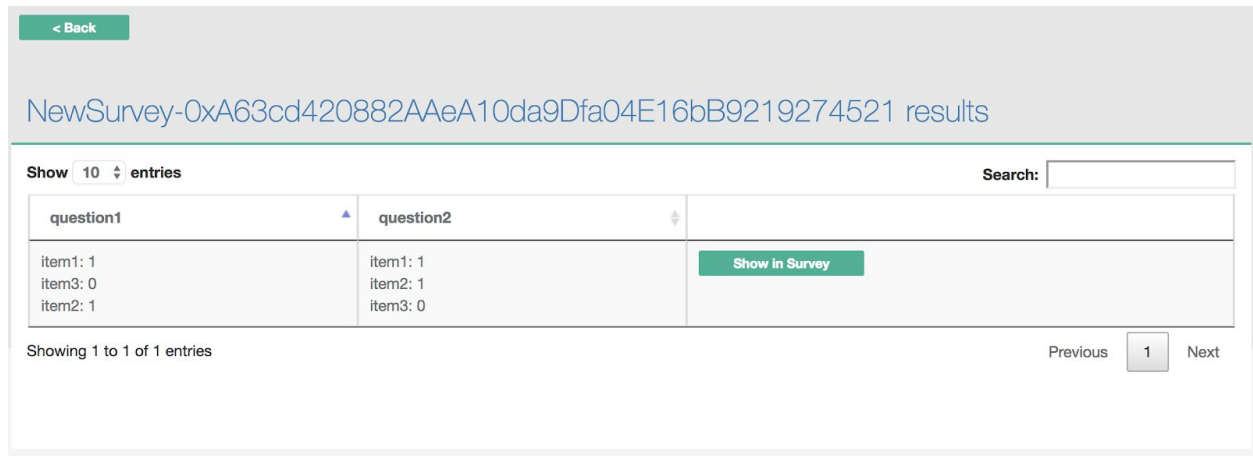 < Back
NewSurvey-0xA63cd420882AAeA10da9Dfa04E16bB9219274521 results
Show 10 entries
Search:
question1 question2
item1: 1 item1: 1 Show in Survey
item3: 0 item2: 1
item2: 1 item3: 0
Showing 1 to 1 of 1 entries
Previous 1 Next